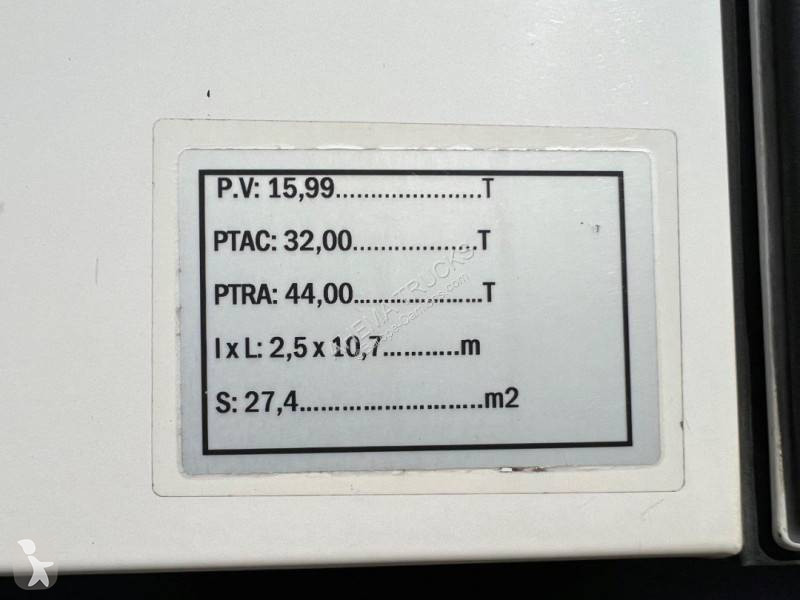 P.V: 15,99.....................T
PTAC: 32,00..................T
PTRA: 44,00...................T
l x L: 2,5 x 10,7...........m
S: 27,4..........................m2